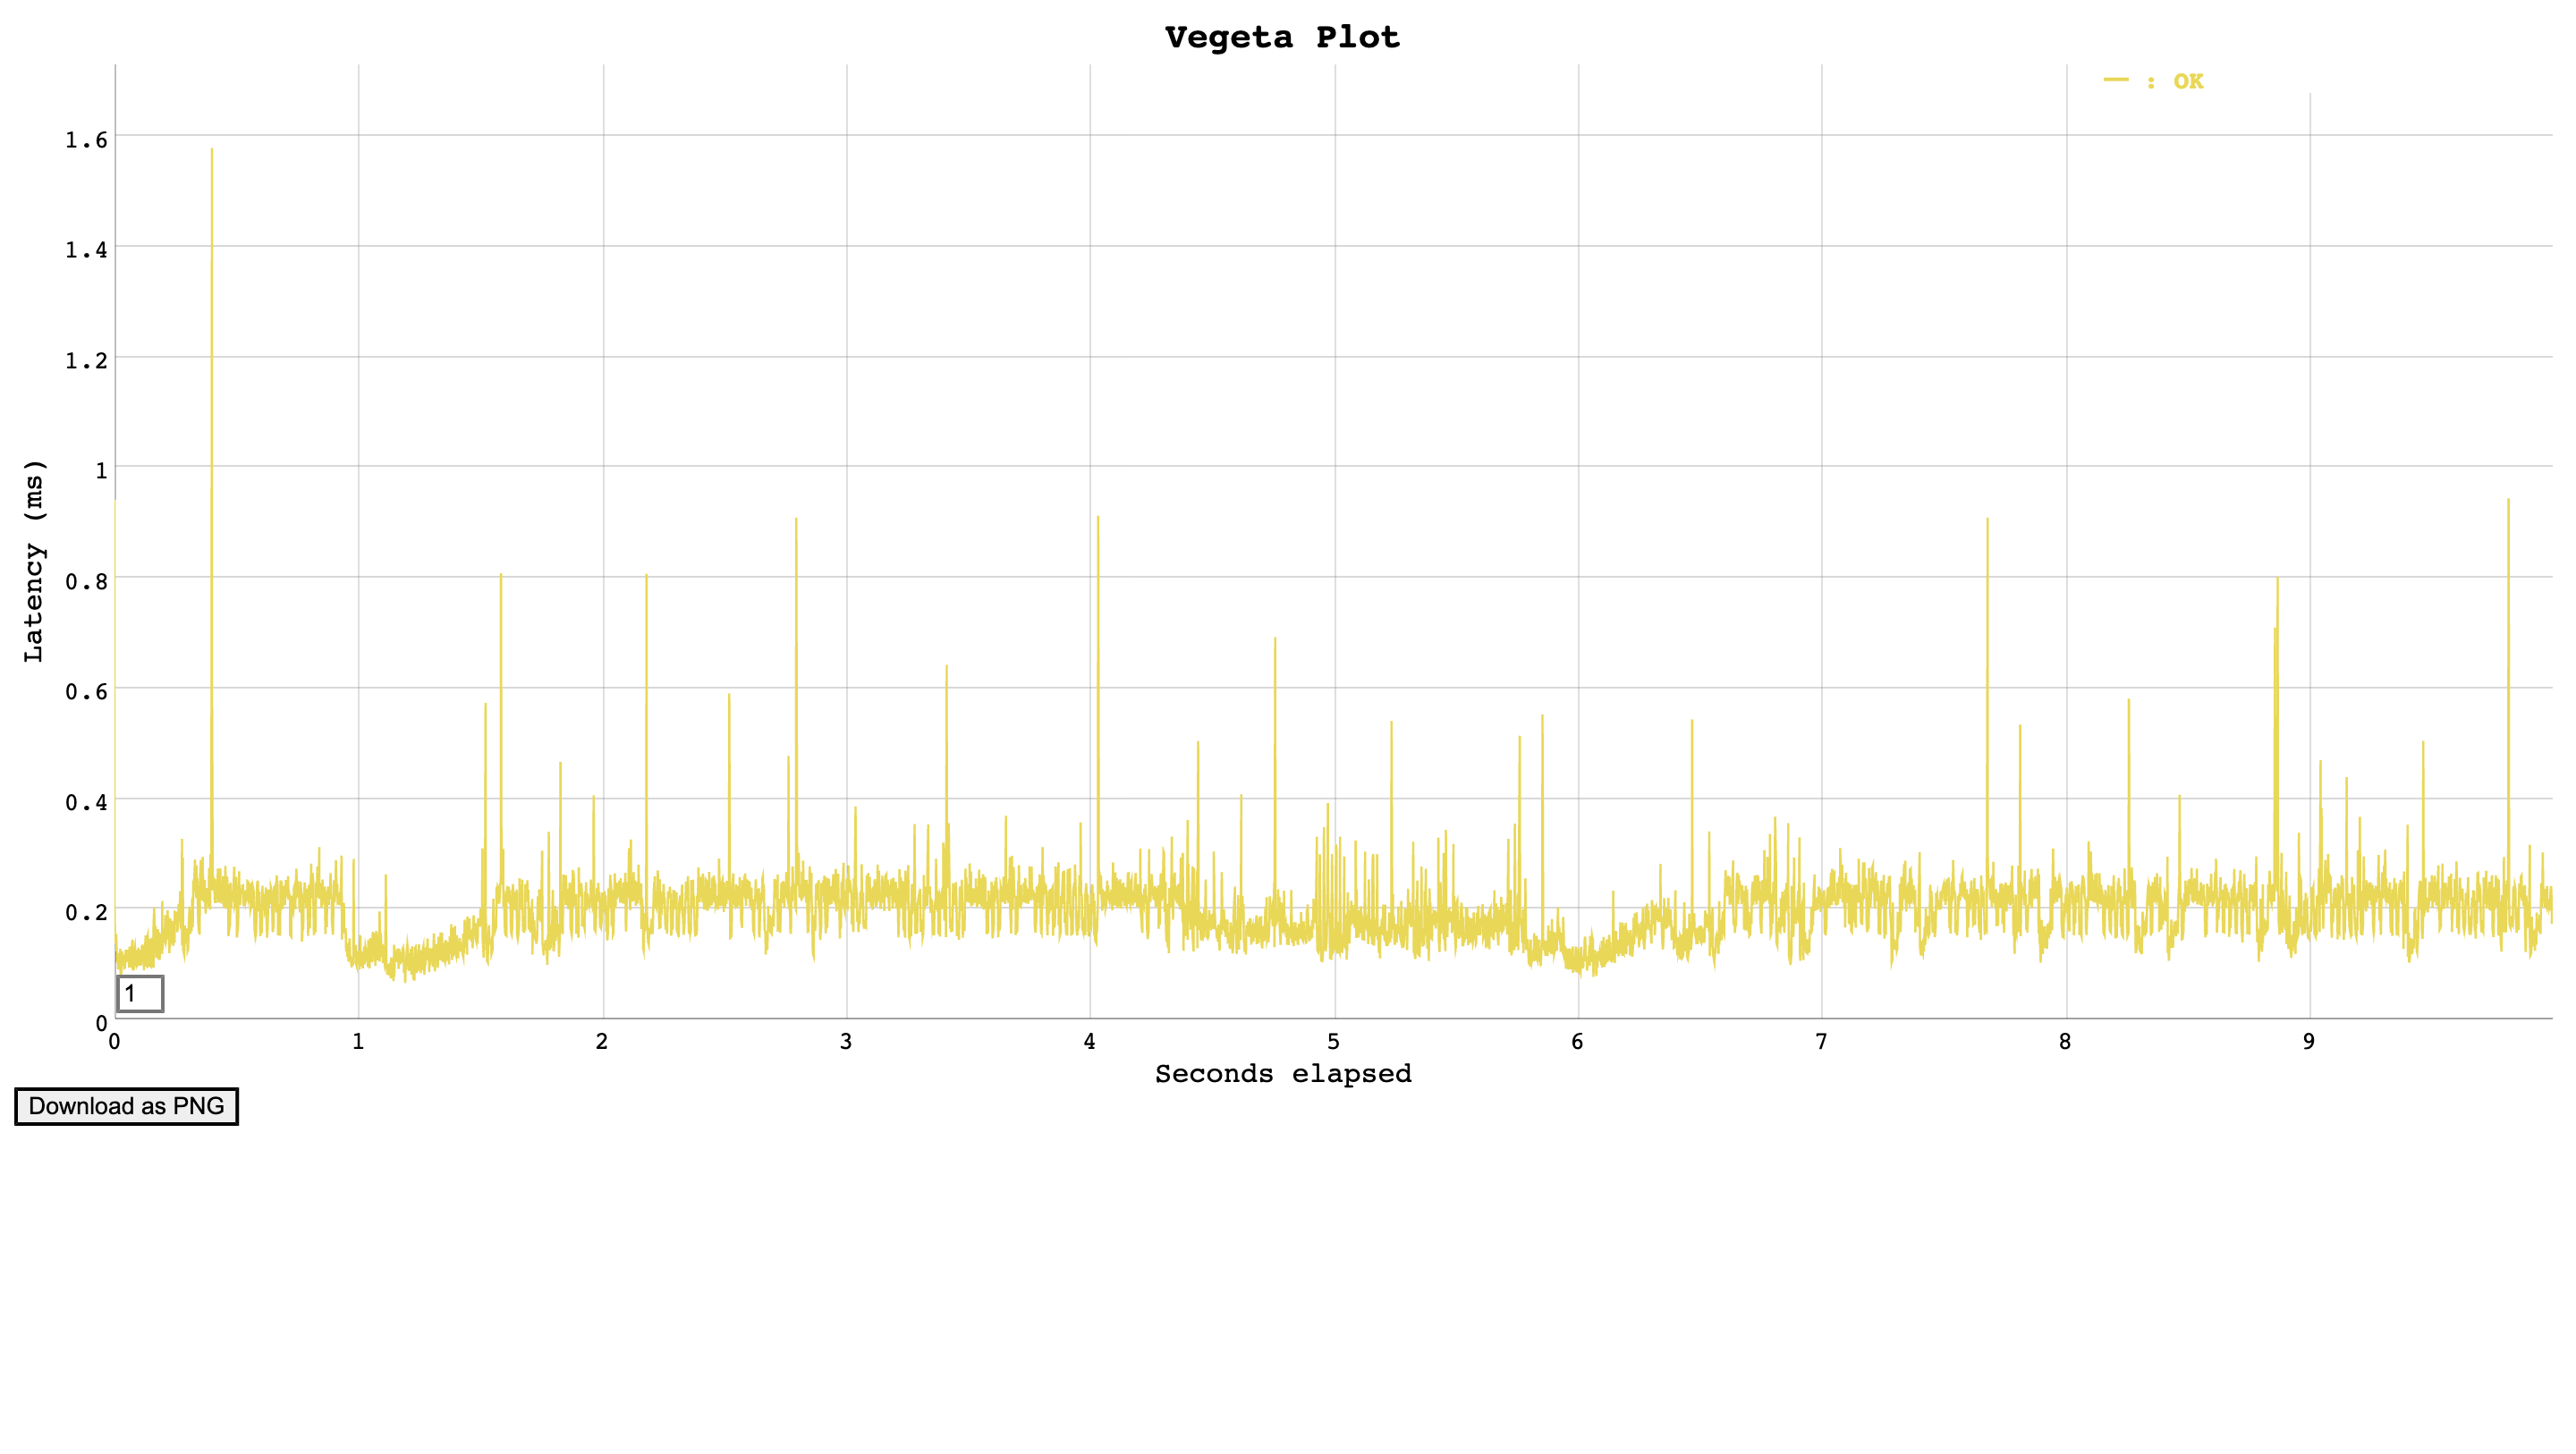 Vegeta Plot
— : OK
Latency (ms)
1.6
1.4
1.2
1
0.8
0.6
0.4
0.2
0
1
0 1 2 3 4 5 6 7 8 9
Seconds elapsed
Download as PNG